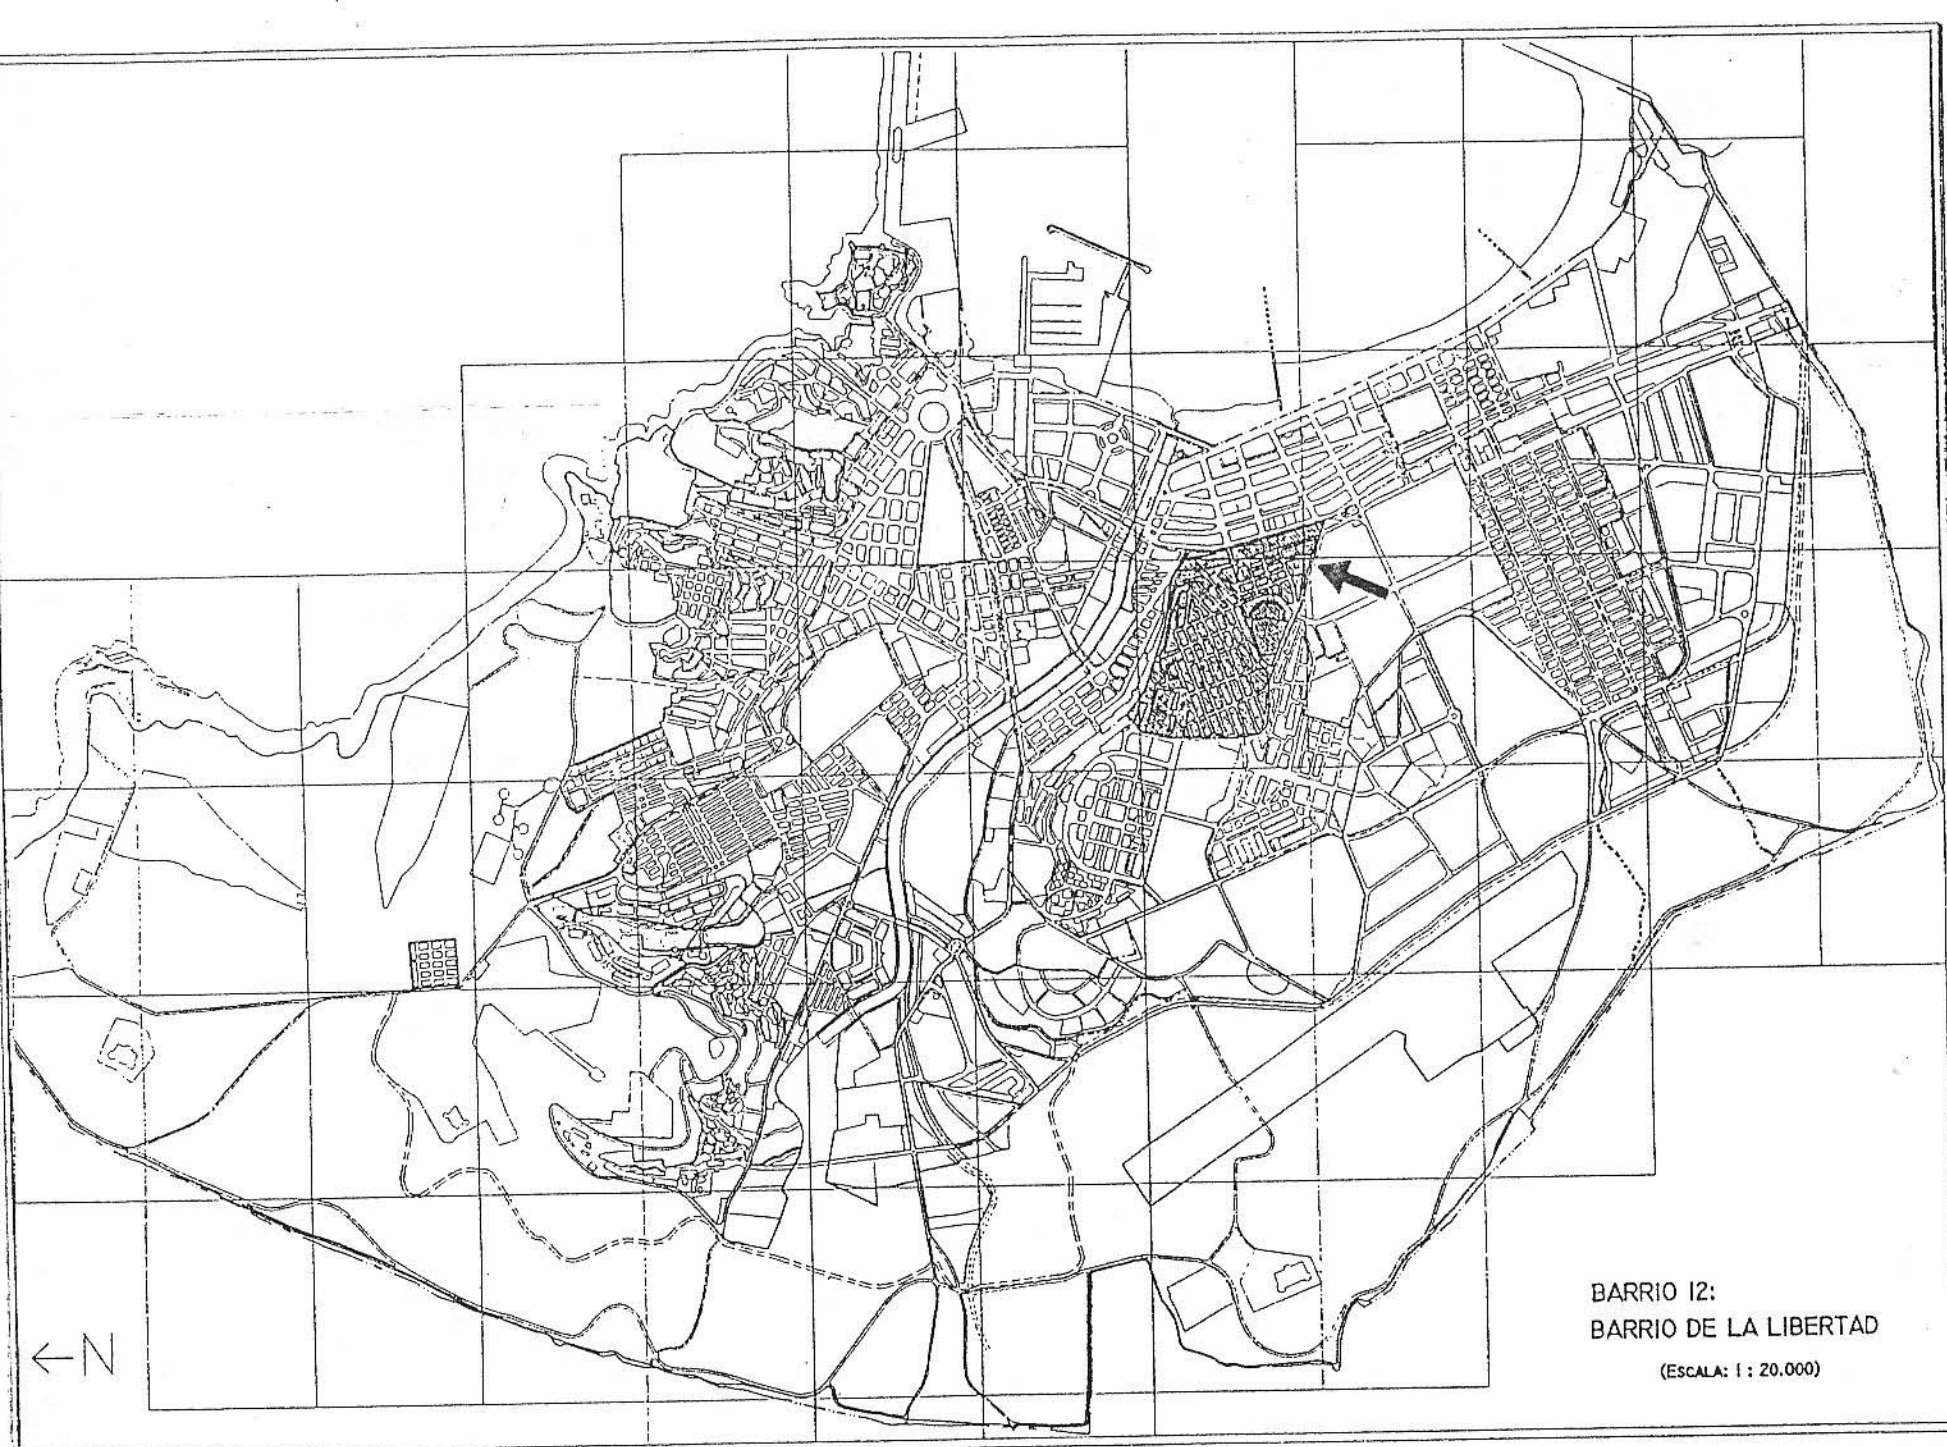 BARRIO 12:
BARRIO DE LA LIBERTAD
(ESCALA: 1 : 20.000)
←N